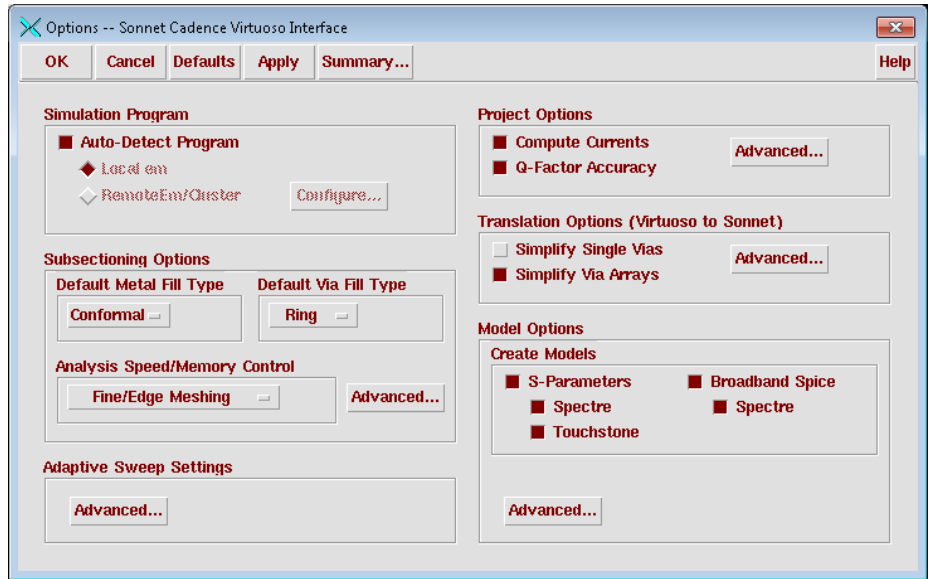 Options -- Sonnet Cadence Virtuoso Interface
OK Cancel Defaults Apply Summary... Help
Simulation Program
Auto-Detect Program
Local em
RemoteEm/Cluster Configure...
Subsectioning Options
Default Metal Fill Type Default Via Fill Type
Conformal Ring
Analysis Speed/Memory Control
Fine/Edge Meshing Advanced...
Adaptive Sweep Settings
Advanced...
Project Options
Compute Currents Advanced...
Q-Factor Accuracy
Translation Options (Virtuoso to Sonnet)
Simplify Single Vias Advanced...
Simplify Via Arrays
Model Options
Create Models
S-Parameters Broadband Spice
Spectre Spectre
Touchstone
Advanced...